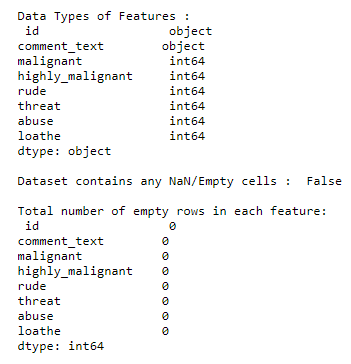 Data Types of Features :
id object
comment_text object
malignant int64
highly_malignant int64
rude int64
threat int64
abuse int64
loathe int64
dtype: object
Dataset contains any NaN/Empty cells : False
Total number of empty rows in each feature:
id 0
comment_text 0
malignant 0
highly_malignant 0
rude 0
threat 0
abuse 0
loathe 0
dtype: int64